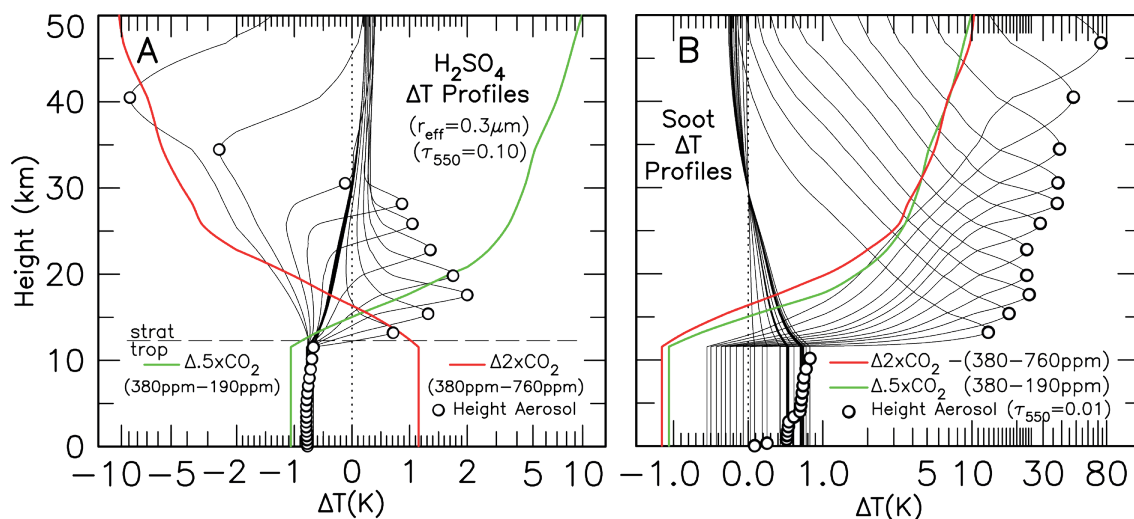 50
40
30
20
10
0
Height (km)
A
H₂SO₄
ΔT Profiles
(r_eff=0.3μm)
(τ₅₅₀=0.10)
strat
trop
Δ.5xCO₂
(380ppm−190ppm)
Δ2xCO₂
(380ppm−760ppm)
Height Aerosol
−10 −5 −2 0 2 5 10
ΔT(K)
B
Soot
ΔT
Profiles
Δ2xCO₂ −(380−760ppm)
Δ.5xCO₂ (380−190ppm)
Height Aerosol (τ₅₅₀=0.01)
−1.0 0.0 1.0 5 10 30 80
ΔT(K)